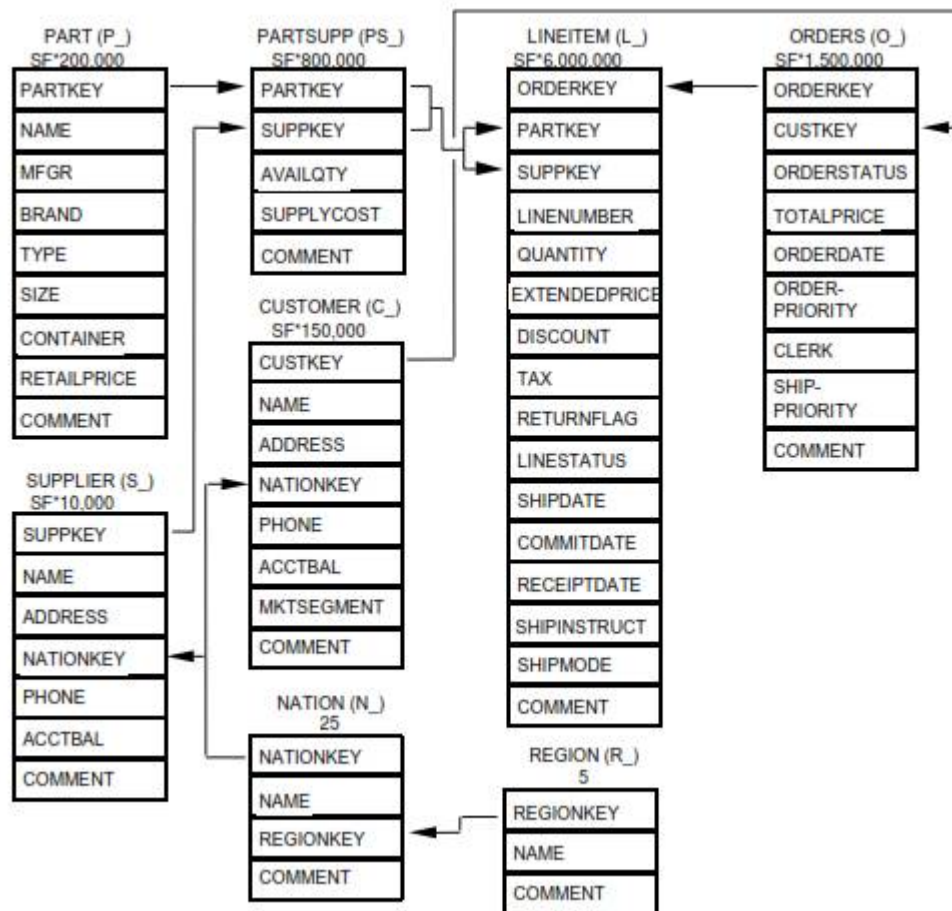 PART (P_)
SF*200,000
PARTKEY
NAME
MFGR
BRAND
TYPE
SIZE
CONTAINER
RETAILPRICE
COMMENT
SUPPLIER (S_)
SF*10,000
SUPPKEY
NAME
ADDRESS
NATIONKEY
PHONE
ACCTBAL
COMMENT
PARTSUPP (PS_)
SF*800,000
PARTKEY
SUPPKEY
AVAILQTY
SUPPLYCOST
COMMENT
CUSTOMER (C_)
SF*150,000
CUSTKEY
NAME
ADDRESS
NATIONKEY
PHONE
ACCTBAL
MKTSEGMENT
COMMENT
NATION (N_)
25
NATIONKEY
NAME
REGIONKEY
COMMENT
LINEITEM (L_)
SF*6,000,000
ORDERKEY
PARTKEY
SUPPKEY
LINENUMBER
QUANTITY
EXTENDEDPRICE
DISCOUNT
TAX
RETURNFLAG
LINESTATUS
SHIPDATE
COMMITDATE
RECEIPTDATE
SHIPINSTRUCT
SHIPMODE
COMMENT
REGION (R_)
5
REGIONKEY
NAME
COMMENT
ORDERS (O_)
SF*1,500,000
ORDERKEY
CUSTKEY
ORDERSTATUS
TOTALPRICE
ORDERDATE
ORDER-
PRIORITY
CLERK
SHIP-
PRIORITY
COMMENT